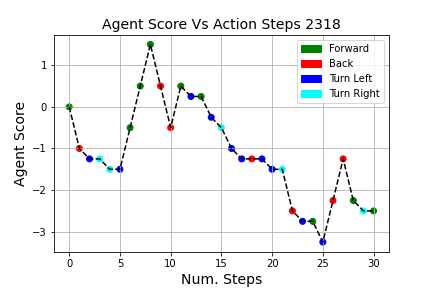 Agent Score Vs Action Steps 2318
Forward
Back
Turn Left
Turn Right
Agent Score
1
0
−1
−2
−3
0 5 10 15 20 25 30
Num. Steps